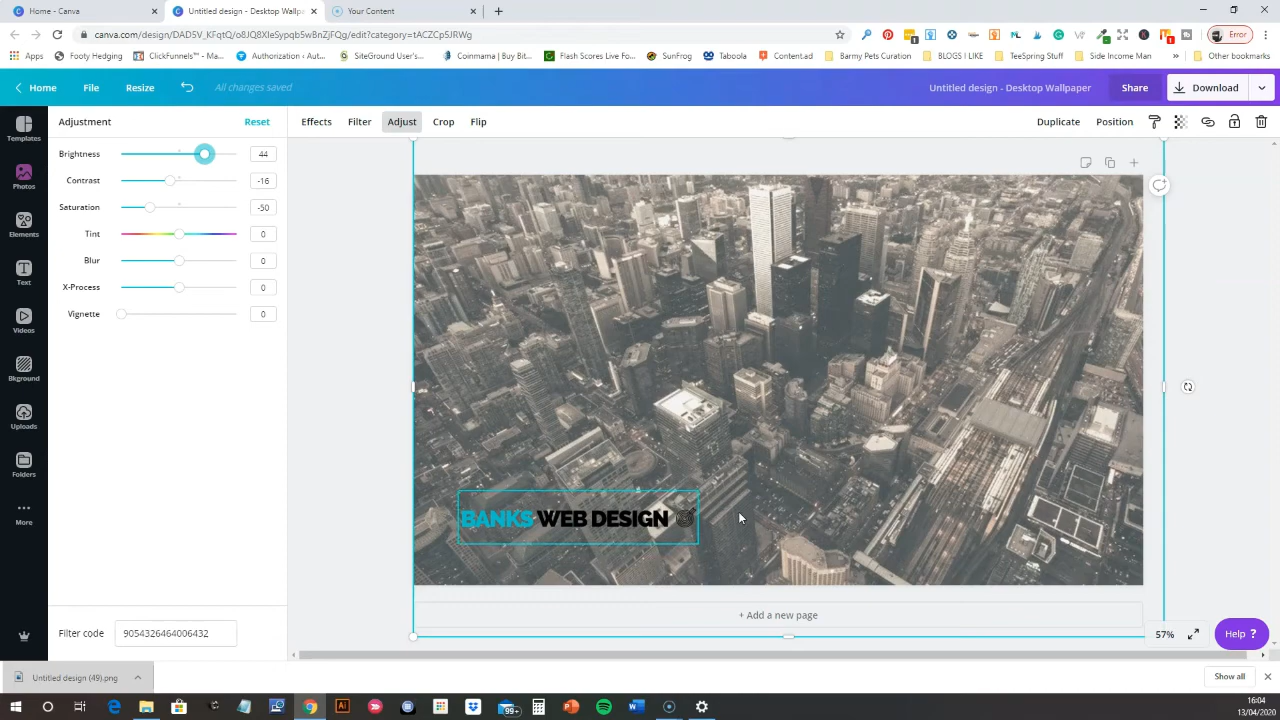 Home - Canva
Untitled design - Desktop Wallpa
Your Content
canva.com/design/DAD5V_KFqtQ/o8JQ8XleSypqb5wBnZjFQg/edit?category=tACZCp5JRWg
Error
Apps
Footy Hedging
ClickFunnels™ - Mar
Authorization ‹ Aut
SiteGround User's...
Coinmama | Buy Bit...
Flash Scores Live Fo...
SunFrog
Taboola
Content.ad
Barmy Pets Curation
BLOGS I LIKE
TeeSpring Stuff
Side Income Man
»
Other bookmarks
Home
File
Resize
All changes saved
Untitled design - Desktop Wallpaper
Share
Download
Templates
Photos
Elements
Text
Videos
Bkground
Uploads
Folders
More
Adjustment
Reset
Brightness 44
Contrast -16
Saturation -50
Tint 0
Blur 0
X-Process 0
Vignette 0
Filter code 9054326464006432
Effects
Filter
Adjust
Crop
Flip
Duplicate
Position
BANKS WEB DESIGN
+ Add a new page
57%
Help ?
Untitled design (49).png
Show all
99+
16:04
13/04/2020